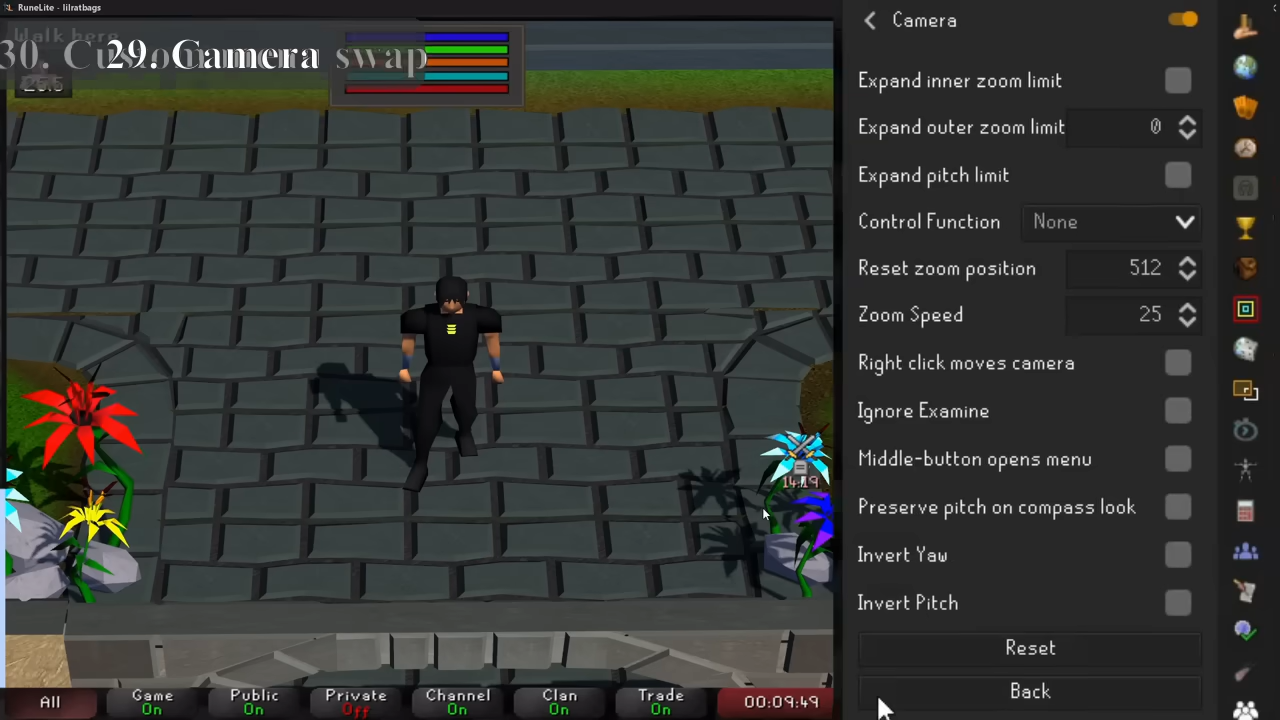 RuneLite - lilratbags
Walk here
29. Camera swap
30.
Camera
Expand inner zoom limit
Expand outer zoom limit 0
Expand pitch limit
Control Function None
Reset zoom position 512
Zoom Speed 25
Right click moves camera
Ignore Examine
Middle-button opens menu
Preserve pitch on compass look
Invert Yaw
Invert Pitch
Reset
Back
14:19
All
Game On
Public On
Private Off
Channel On
Clan On
Trade On
00:09:49